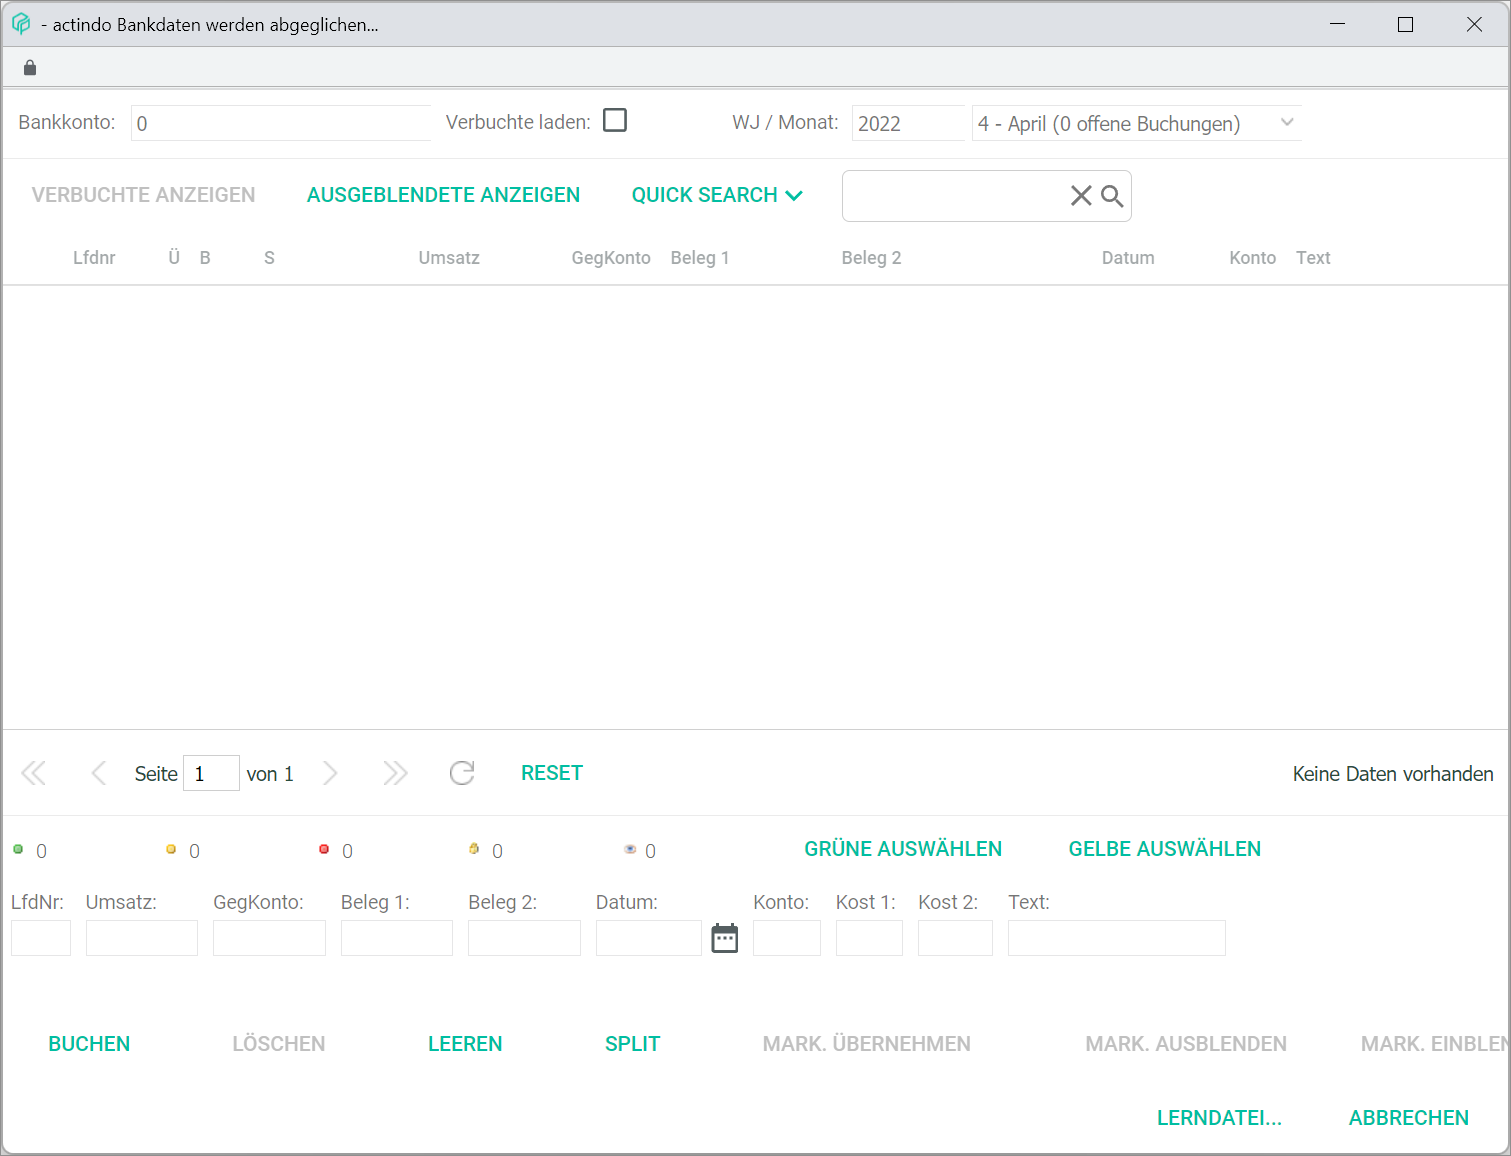 - actindo Bankdaten werden abgeglichen...
Bankkonto: 0 Verbuchte laden: WJ / Monat: 2022 4 - April (0 offene Buchungen)
VERBUCHTE ANZEIGEN AUSGEBLENDETE ANZEIGEN QUICK SEARCH
Lfdnr Ü B S Umsatz GegKonto Beleg 1 Beleg 2 Datum Konto Text
Seite 1 von 1 RESET Keine Daten vorhanden
0 0 0 0 0 GRÜNE AUSWÄHLEN GELBE AUSWÄHLEN
LfdNr: Umsatz: GegKonto: Beleg 1: Beleg 2: Datum: Konto: Kost 1: Kost 2: Text:
BUCHEN LÖSCHEN LEEREN SPLIT MARK. ÜBERNEHMEN MARK. AUSBLENDEN MARK. EINBLEN
LERNDATEI... ABBRECHEN